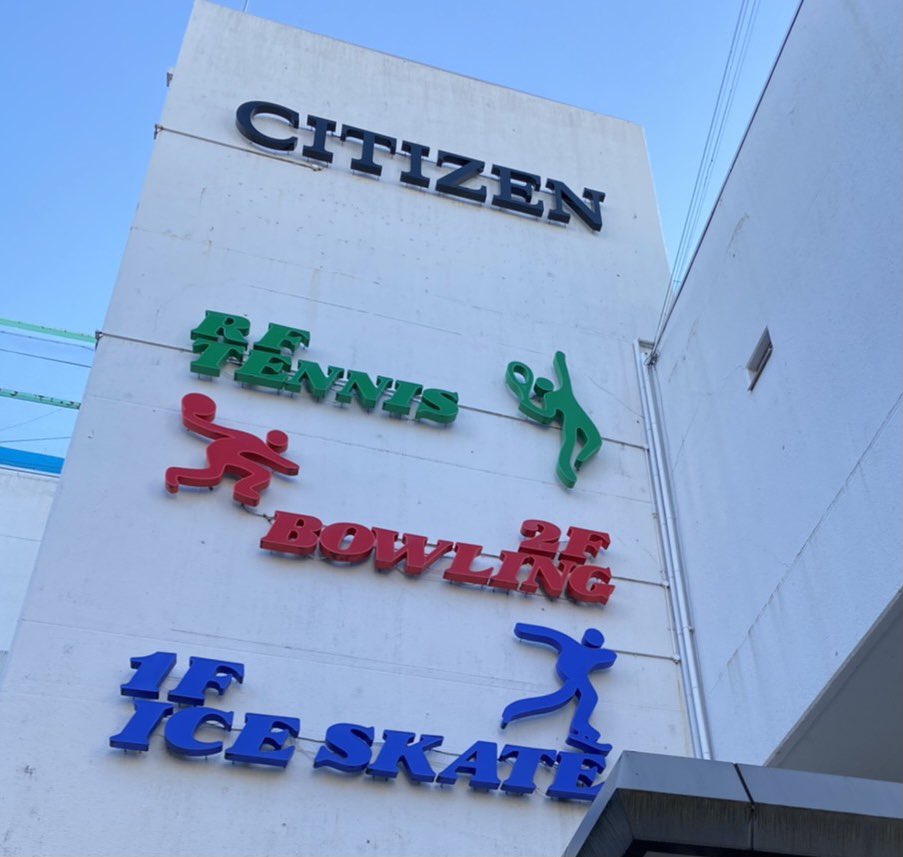 CITIZEN
RF
TENNIS
2F
BOWLING
1F
ICE SKATE